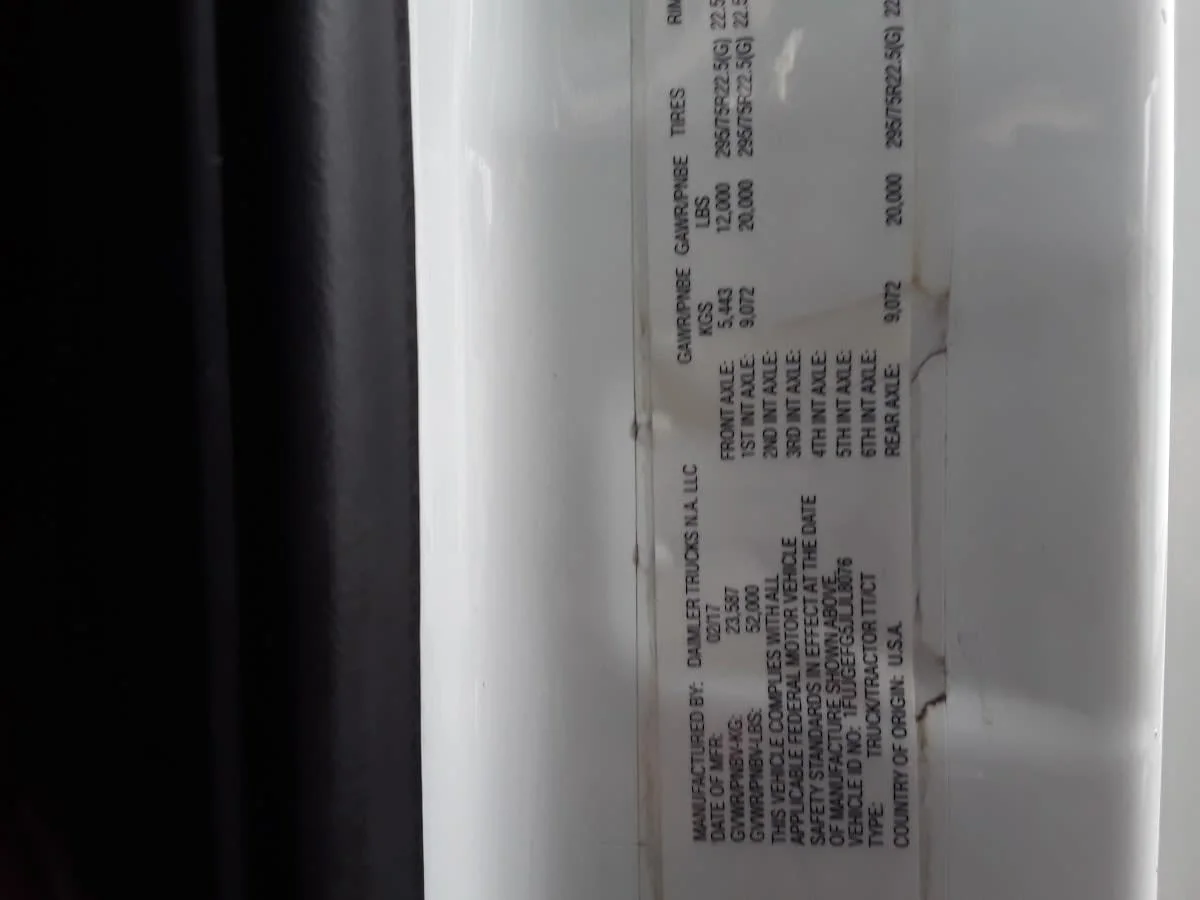 MANUFACTURED BY: DAIMLER TRUCKS N.A. LLC
DATE OF MFR: 02/17
GVWR/PNBV-KG: 23,587
GVWR/PNBV-LBS: 52,000
THIS VEHICLE COMPLIES WITH ALL
APPLICABLE FEDERAL MOTOR VEHICLE
SAFETY STANDARDS IN EFFECT AT THE DATE
OF MANUFACTURE SHOWN ABOVE.
VEHICLE ID NO:
TYPE: TRUCK/TRACTOR TT/CT
COUNTRY OF ORIGIN: U.S.A.
GAWR/PNBE GAWR/PNBE TIRES
KGS LBS
FRONT AXLE: 5,443 12,000 295/75R22.5(G)
1ST INT AXLE: 9,072 20,000 295/75R22.5(G)
2ND INT AXLE:
3RD INT AXLE:
4TH INT AXLE:
5TH INT AXLE:
6TH INT AXLE:
REAR AXLE: 9,072 20,000 295/75R22.5(G)